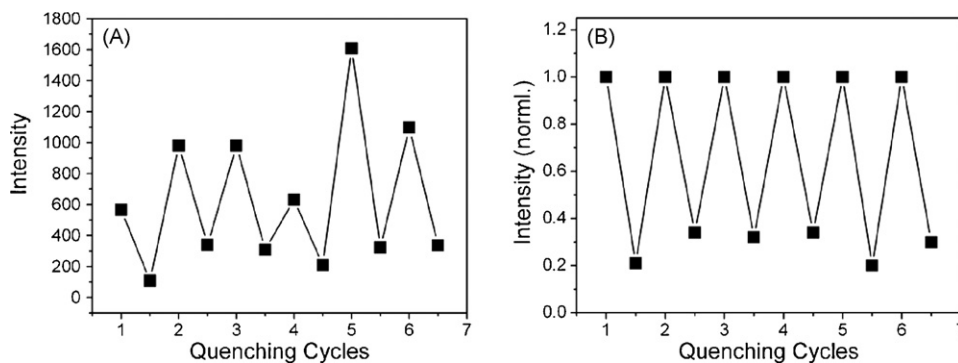 (A)
1800
1600
1400
1200
1000
800
600
400
200
0
Intensity
1 2 3 4 5 6 7
Quenching Cycles
(B)
1.2
1.0
0.8
0.6
0.4
0.2
0.0
Intensity (norml.)
1 2 3 4 5 6 7
Quenching Cycles